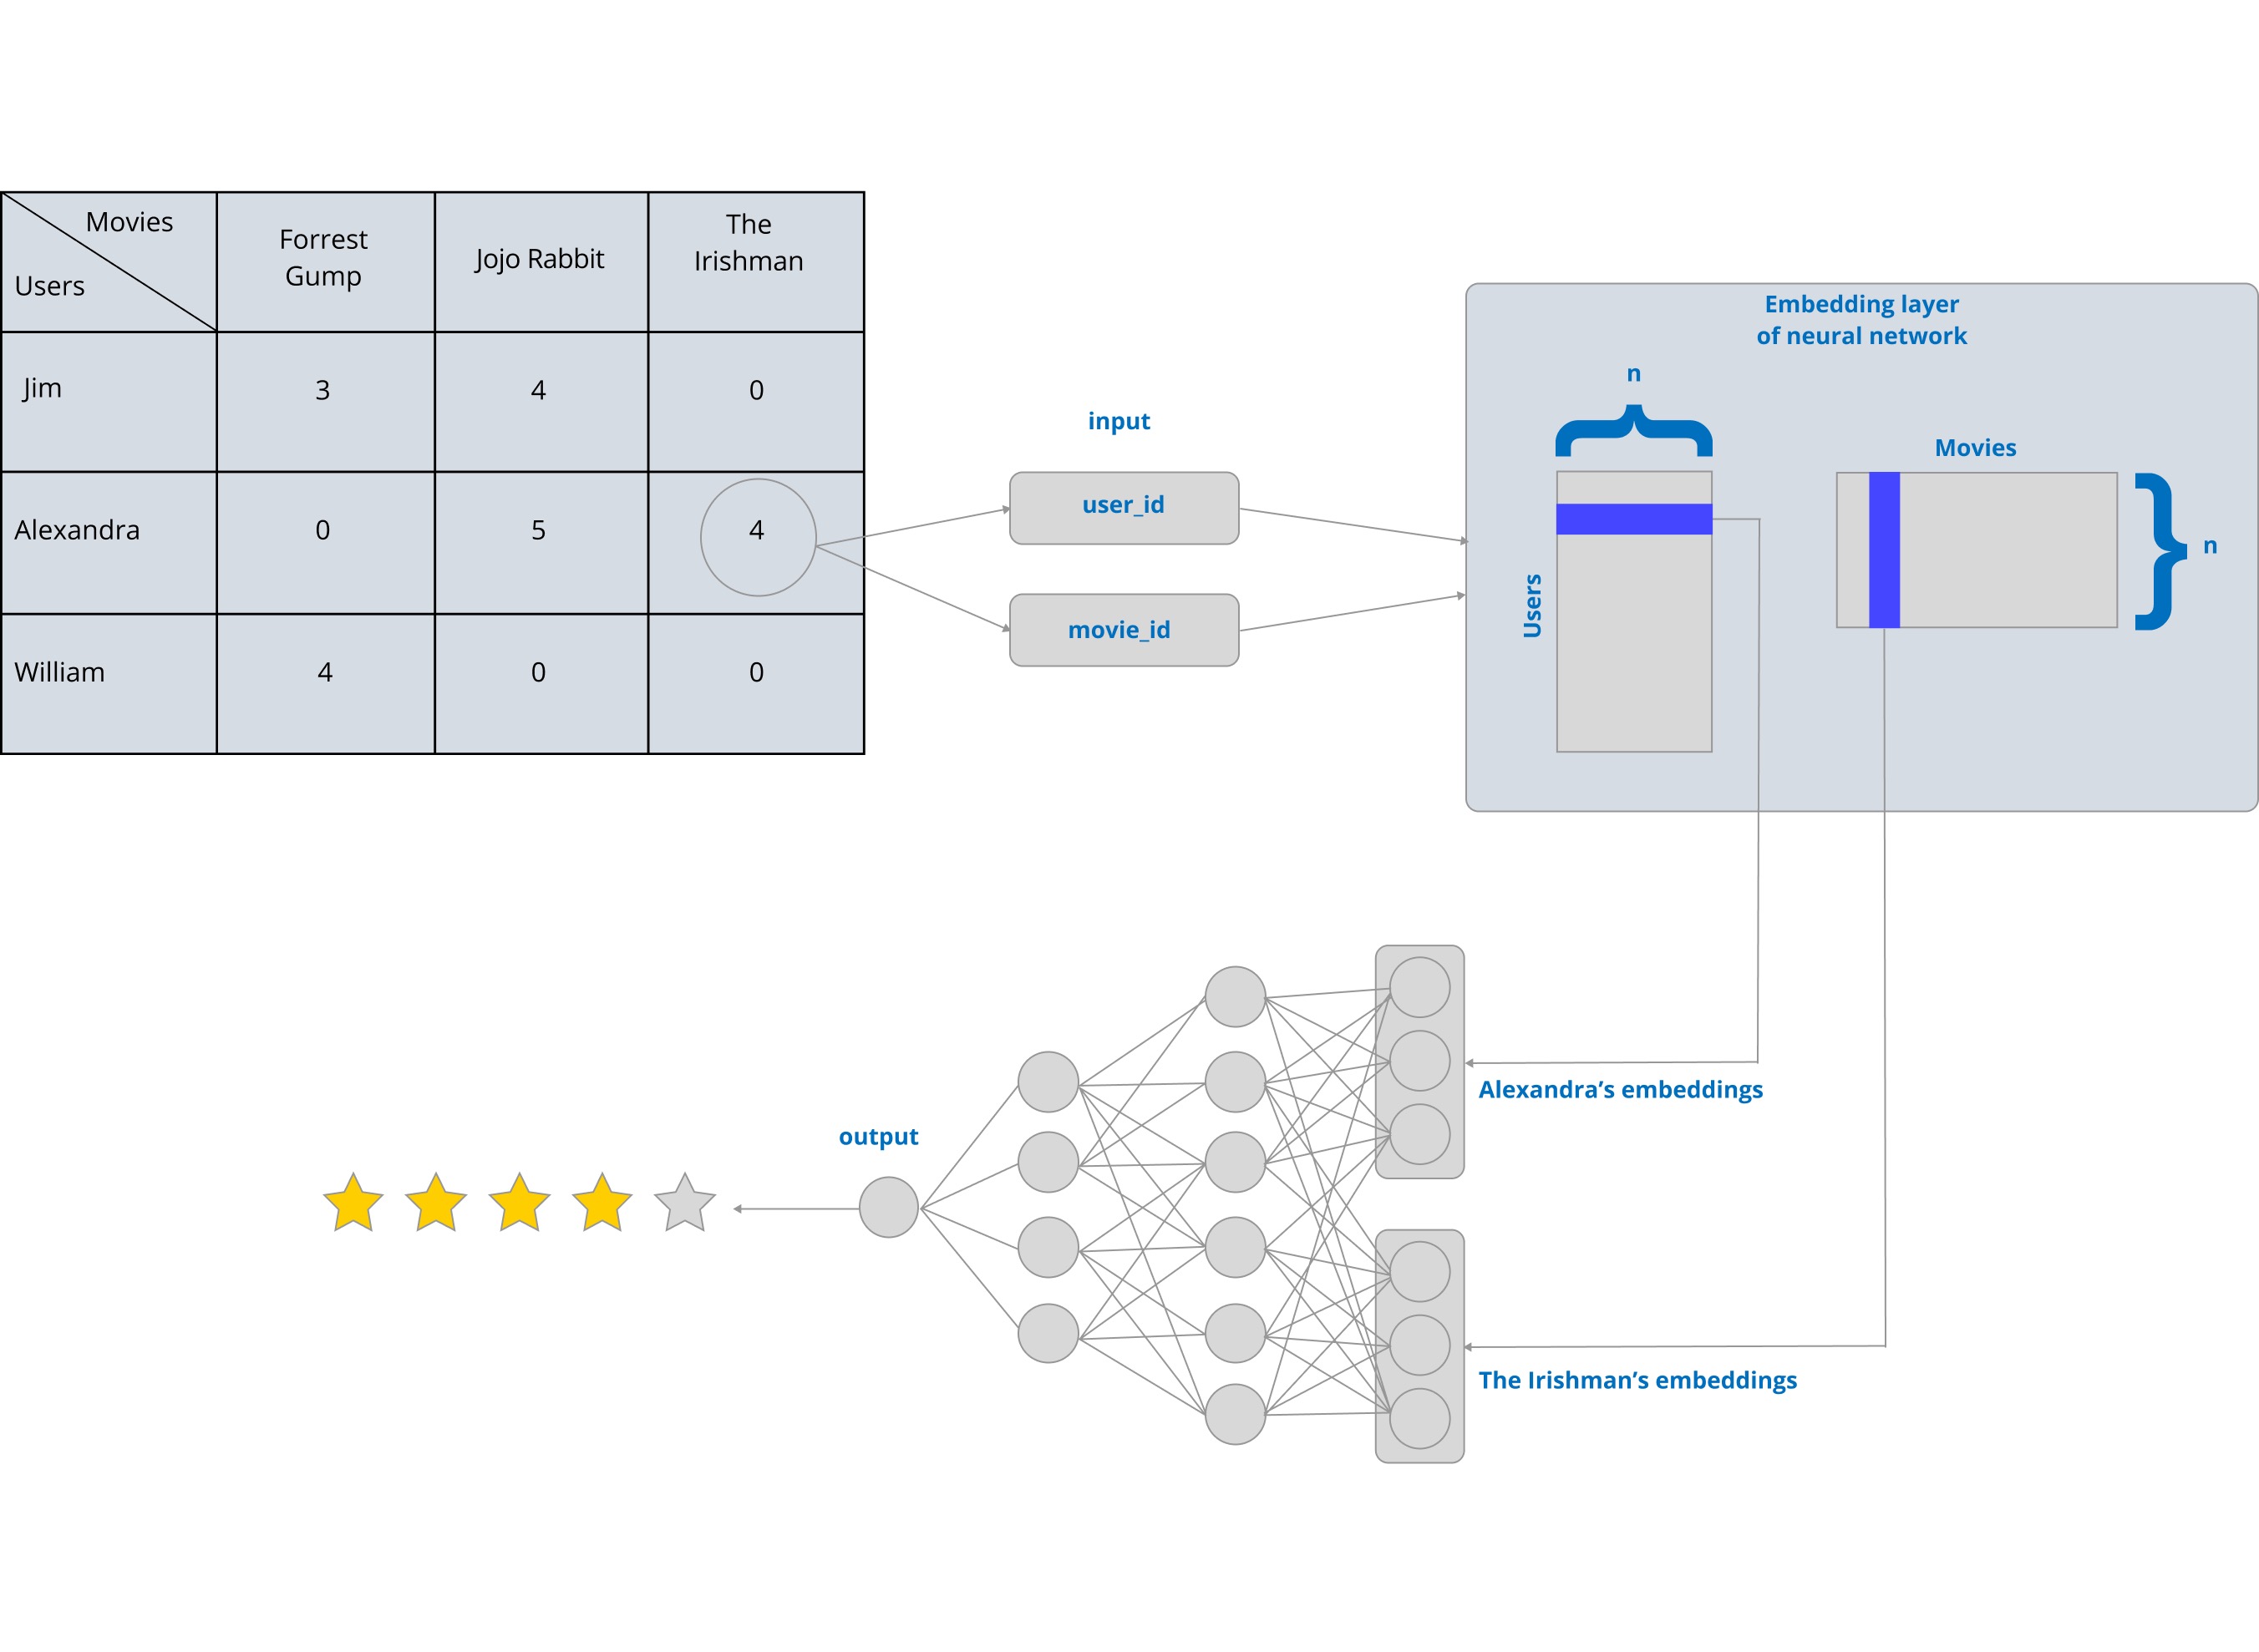 Movies
Users
Forrest
Gump
Jojo Rabbit
The
Irishman
Jim
3
4
0
Alexandra
0
5
4
William
4
0
0
input
user_id
movie_id
Embedding layer
of neural network
n
Users
Movies
n
Alexandra’s embeddings
The Irishman’s embeddings
output